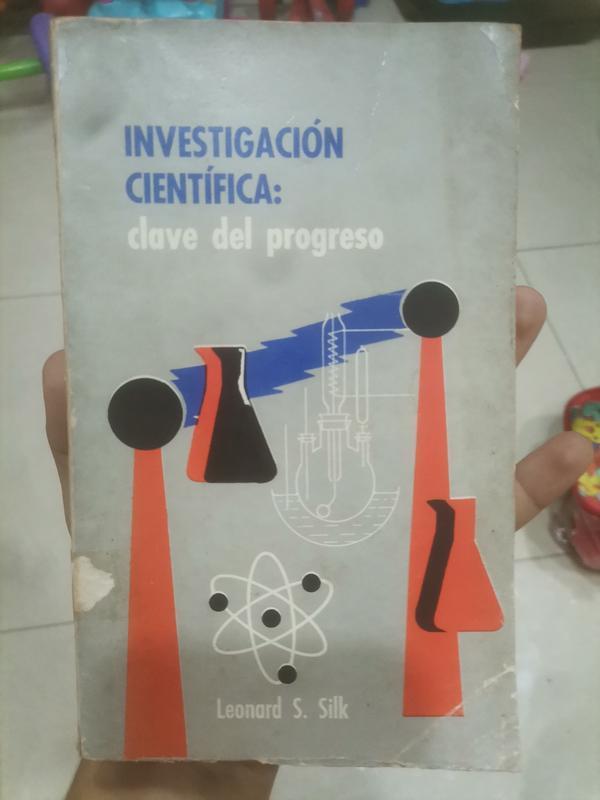 INVESTIGACIÓN
CIENTÍFICA:
clave del progreso
Leonard S. Silk